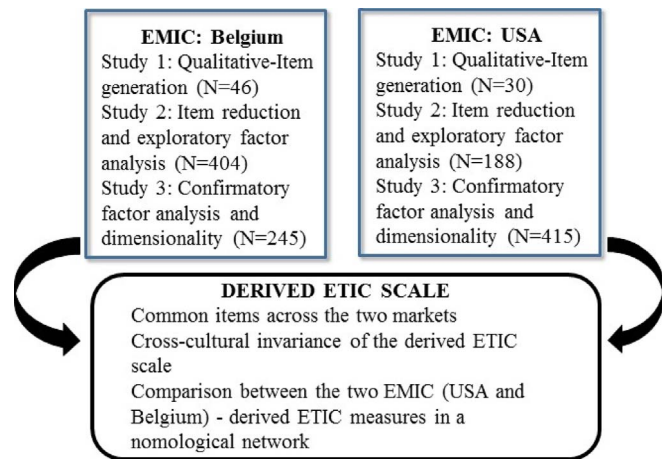 EMIC: Belgium
Study 1: Qualitative-Item
generation (N=46)
Study 2: Item reduction
and exploratory factor
analysis (N=404)
Study 3: Confirmatory
factor analysis and
dimensionality (N=245)
EMIC: USA
Study 1: Qualitative-Item
generation (N=30)
Study 2: Item reduction
and exploratory factor
analysis (N=188)
Study 3: Confirmatory
factor analysis and
dimensionality (N=415)
DERIVED ETIC SCALE
Common items across the two markets
Cross-cultural invariance of the derived ETIC
scale
Comparison between the two EMIC (USA and
Belgium) - derived ETIC measures in a
nomological network